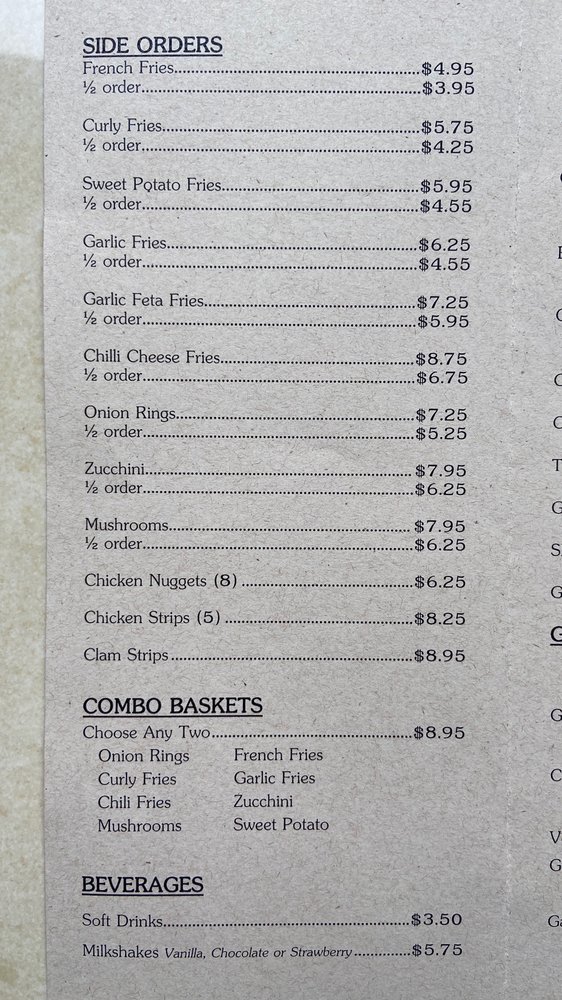 SIDE ORDERS
French Fries..........$4.95
½ order..........$3.95
Curly Fries..........$5.75
½ order..........$4.25
Sweet Potato Fries..........$5.95
½ order..........$4.55
Garlic Fries..........$6.25
½ order..........$4.55
Garlic Feta Fries..........$7.25
½ order..........$5.95
Chilli Cheese Fries..........$8.75
½ order..........$6.75
Onion Rings..........$7.25
½ order..........$5.25
Zucchini..........$7.95
½ order..........$6.25
Mushrooms..........$7.95
½ order..........$6.25
Chicken Nuggets (8)..........$6.25
Chicken Strips (5)..........$8.25
Clam Strips..........$8.95
COMBO BASKETS
Choose Any Two..........$8.95
Onion Rings French Fries
Curly Fries Garlic Fries
Chili Fries Zucchini
Mushrooms Sweet Potato
BEVERAGES
Soft Drinks..........$3.50
Milkshakes Vanilla, Chocolate or Strawberry..........$5.75